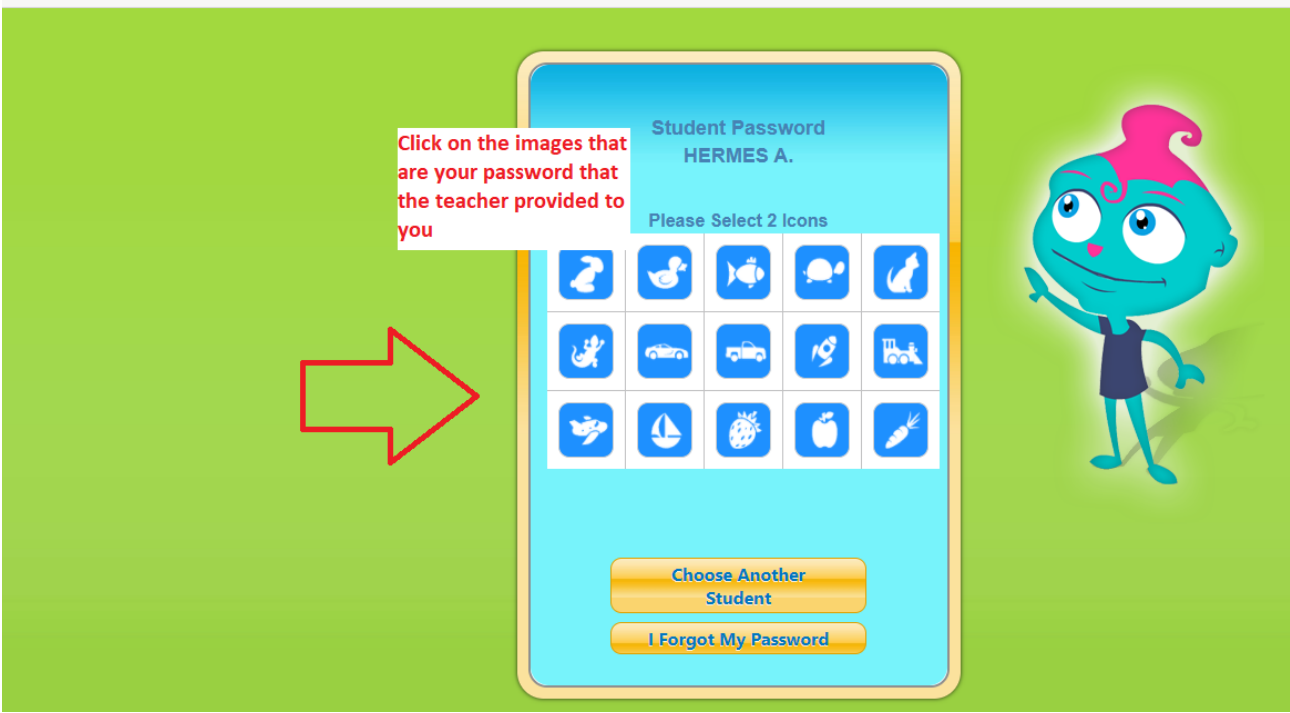 Click on the images that
are your password that
the teacher provided to
you
Student Password
HERMES A.
Please Select 2 Icons
Choose Another
Student
I Forgot My Password